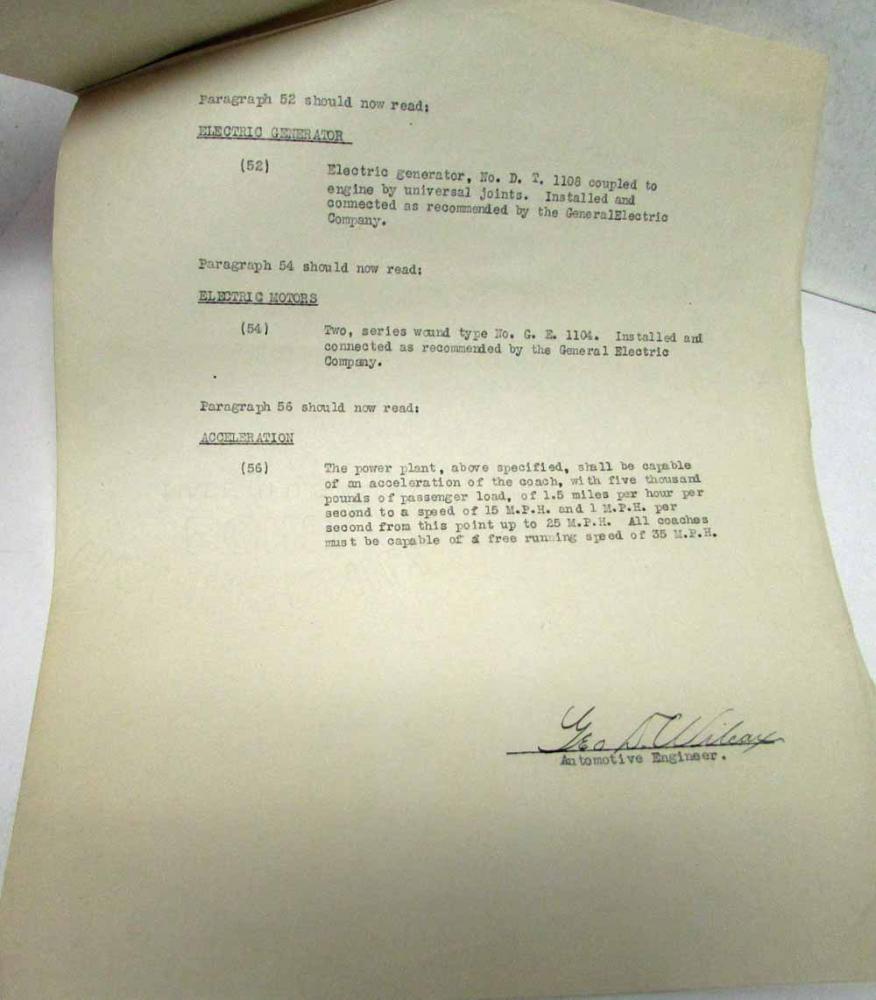 Paragraph 52 should now read:
ELECTRIC GENERATOR
(52) Electric generator, No. D. T. 1108 coupled to
engine by universal joints. Installed and
connected as recommended by the GeneralElectric
Company.
Paragraph 54 should now read:
ELECTRIC MOTORS
(54) Two, series wound type No. G. E. 1104. Installed and
connected as recommended by the General Electric
Company.
Paragraph 56 should now read:
ACCELERATION
(56) The power plant, above specified, shall be capable
of an acceleration of the coach, with five thousand
pounds of passenger load, of 1.5 miles per hour per
second to a speed of 15 M.P.H. and 1 M.P.H. per
second from this point up to 25 M.P.H. All coaches
must be capable of a free running speed of 35 M.P.H.
Geo D. Wilcox
Automotive Engineer.